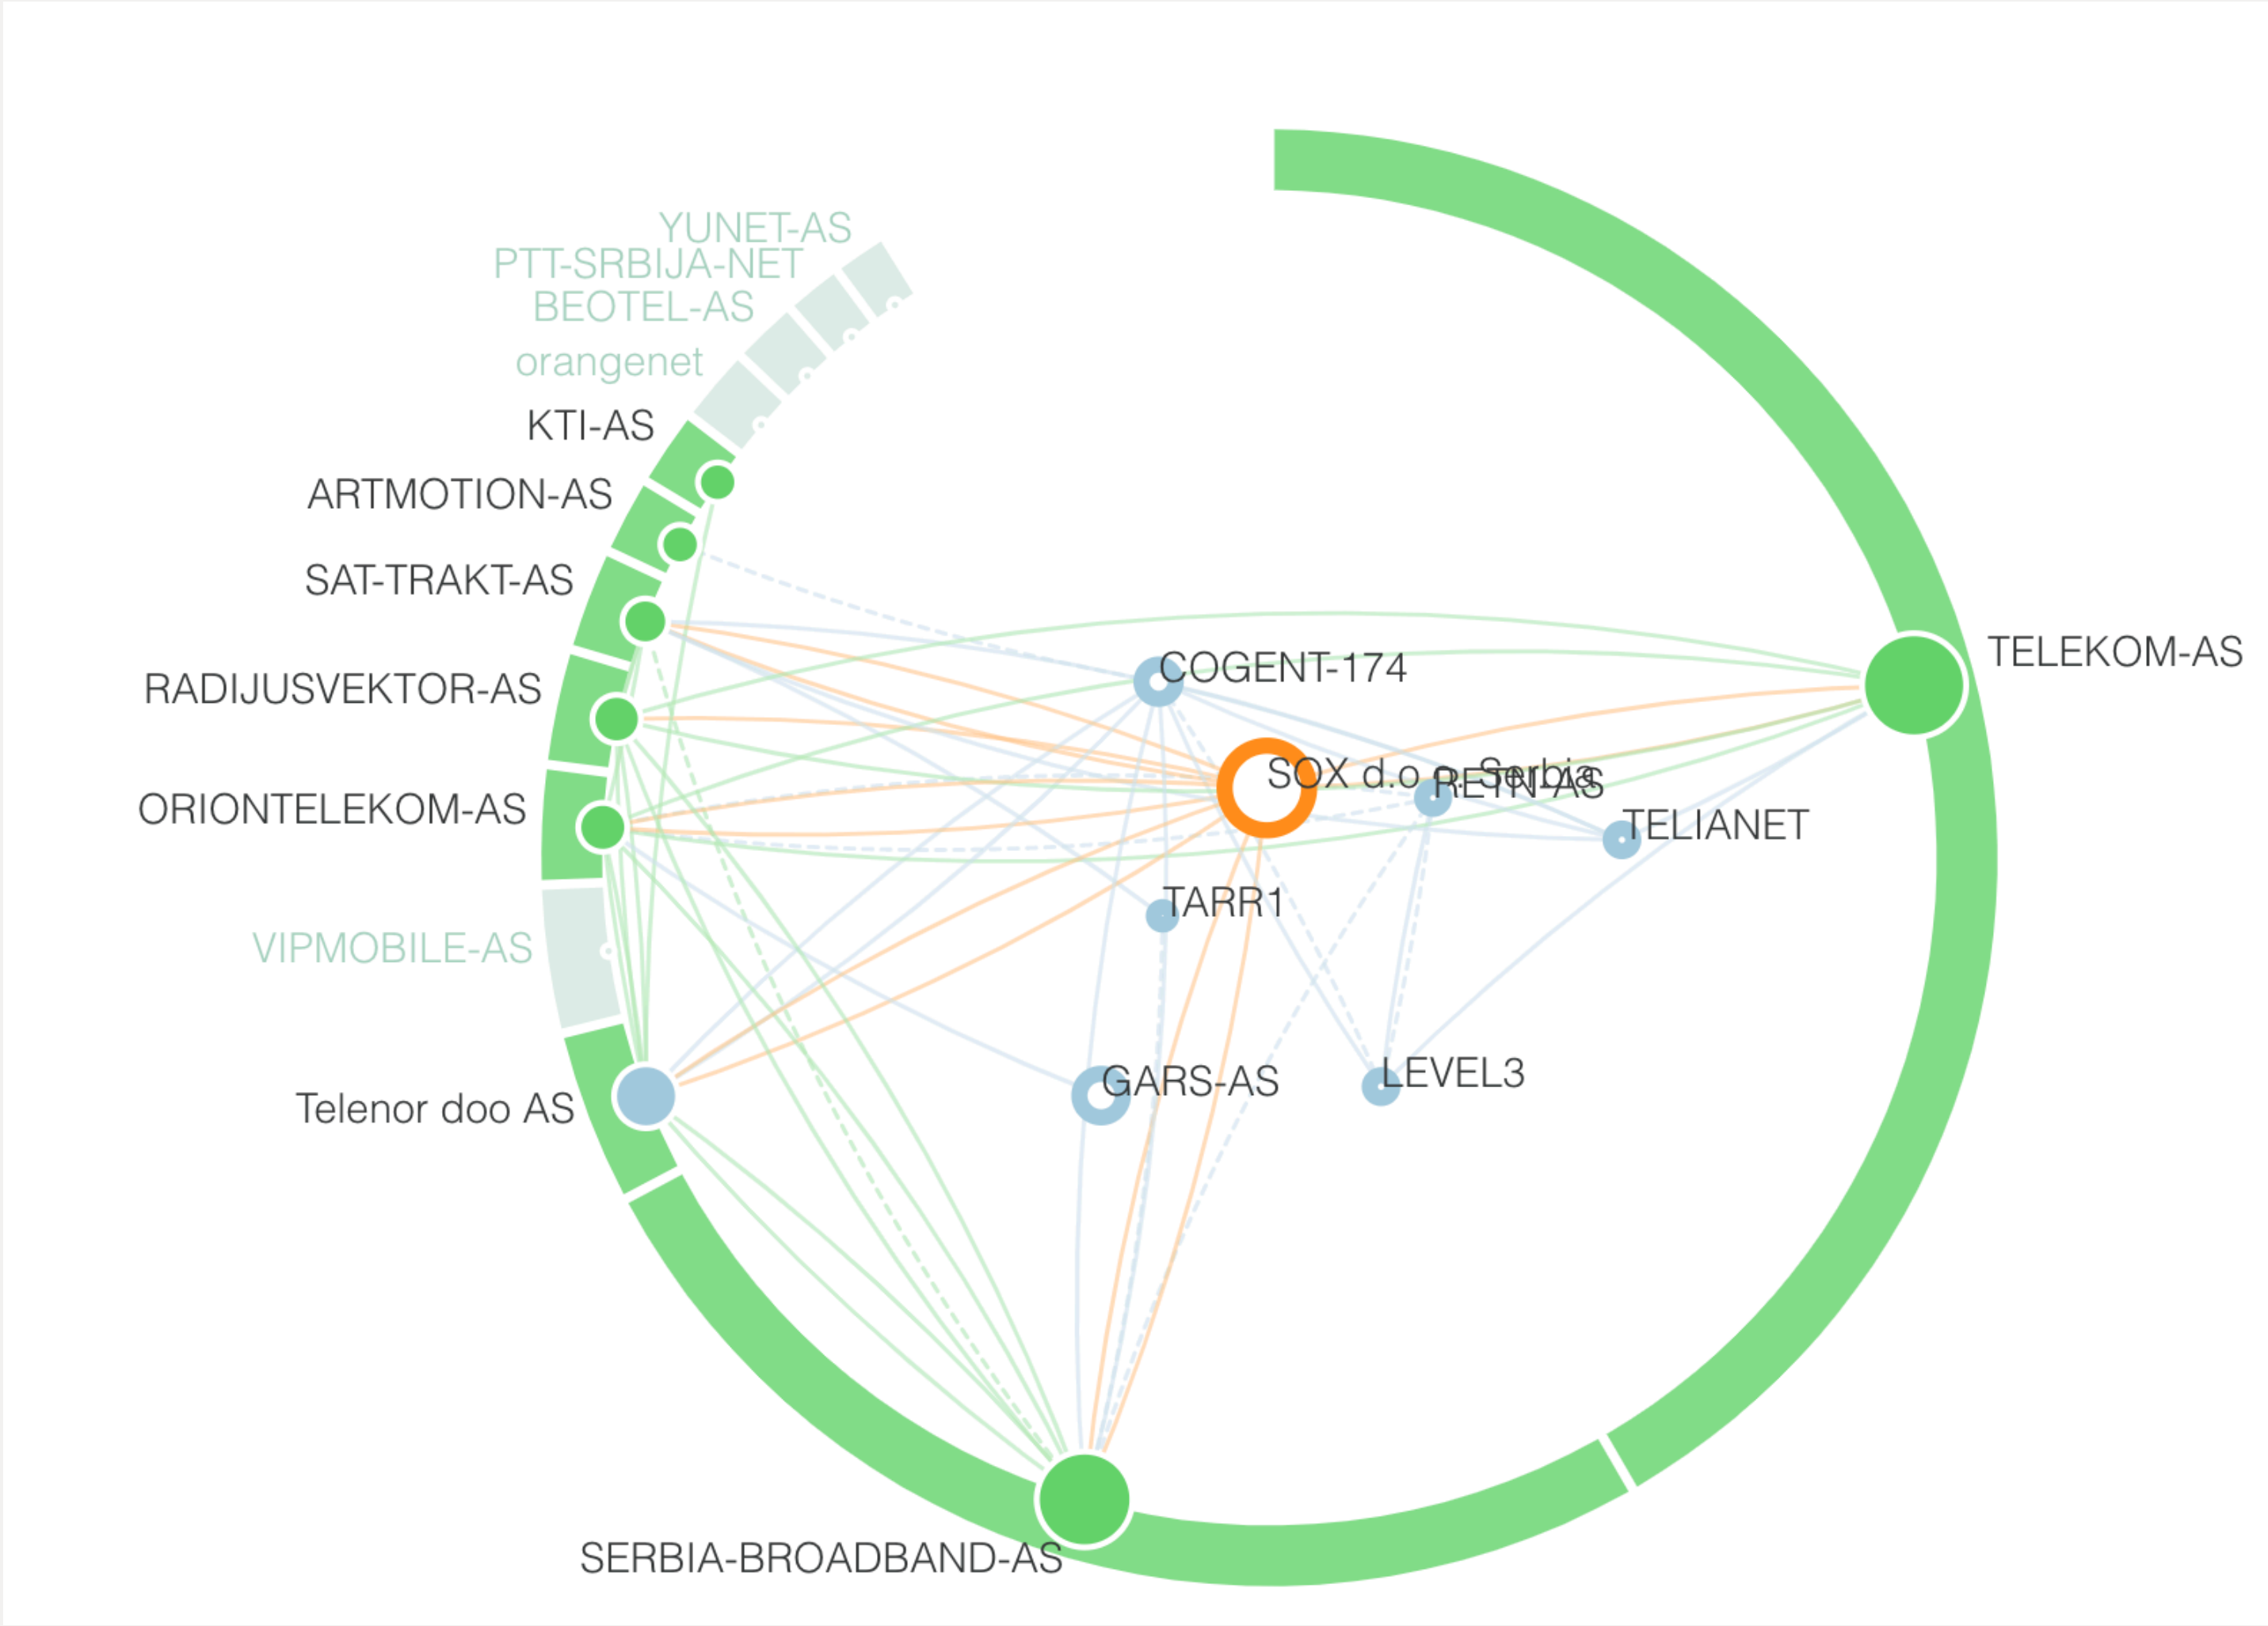 YUNET-AS
PTT-SRBIJA-NET
BEOTEL-AS
orangenet
KTI-AS
ARTMOTION-AS
SAT-TRAKT-AS
RADIJUSVEKTOR-AS
ORIONTELEKOM-AS
VIPMOBILE-AS
Telenor doo AS
SERBIA-BROADBAND-AS
TELEKOM-AS
COGENT-174
SOX d.o.o. Serbia
RETN-AS
TELIANET
TARR1
GARS-AS
LEVEL3